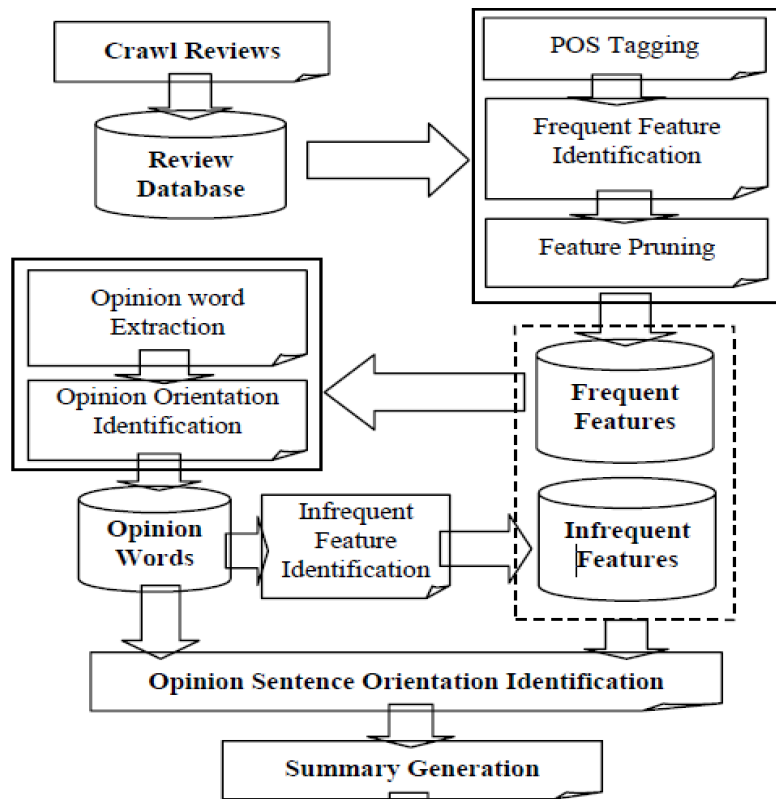 Crawl Reviews
Review
Database
POS Tagging
Frequent Feature
Identification
Feature Pruning
Opinion word
Extraction
Opinion Orientation
Identification
Frequent
Features
Opinion
Words
Infrequent
Feature
Identification
Infrequent
Features
Opinion Sentence Orientation Identification
Summary Generation